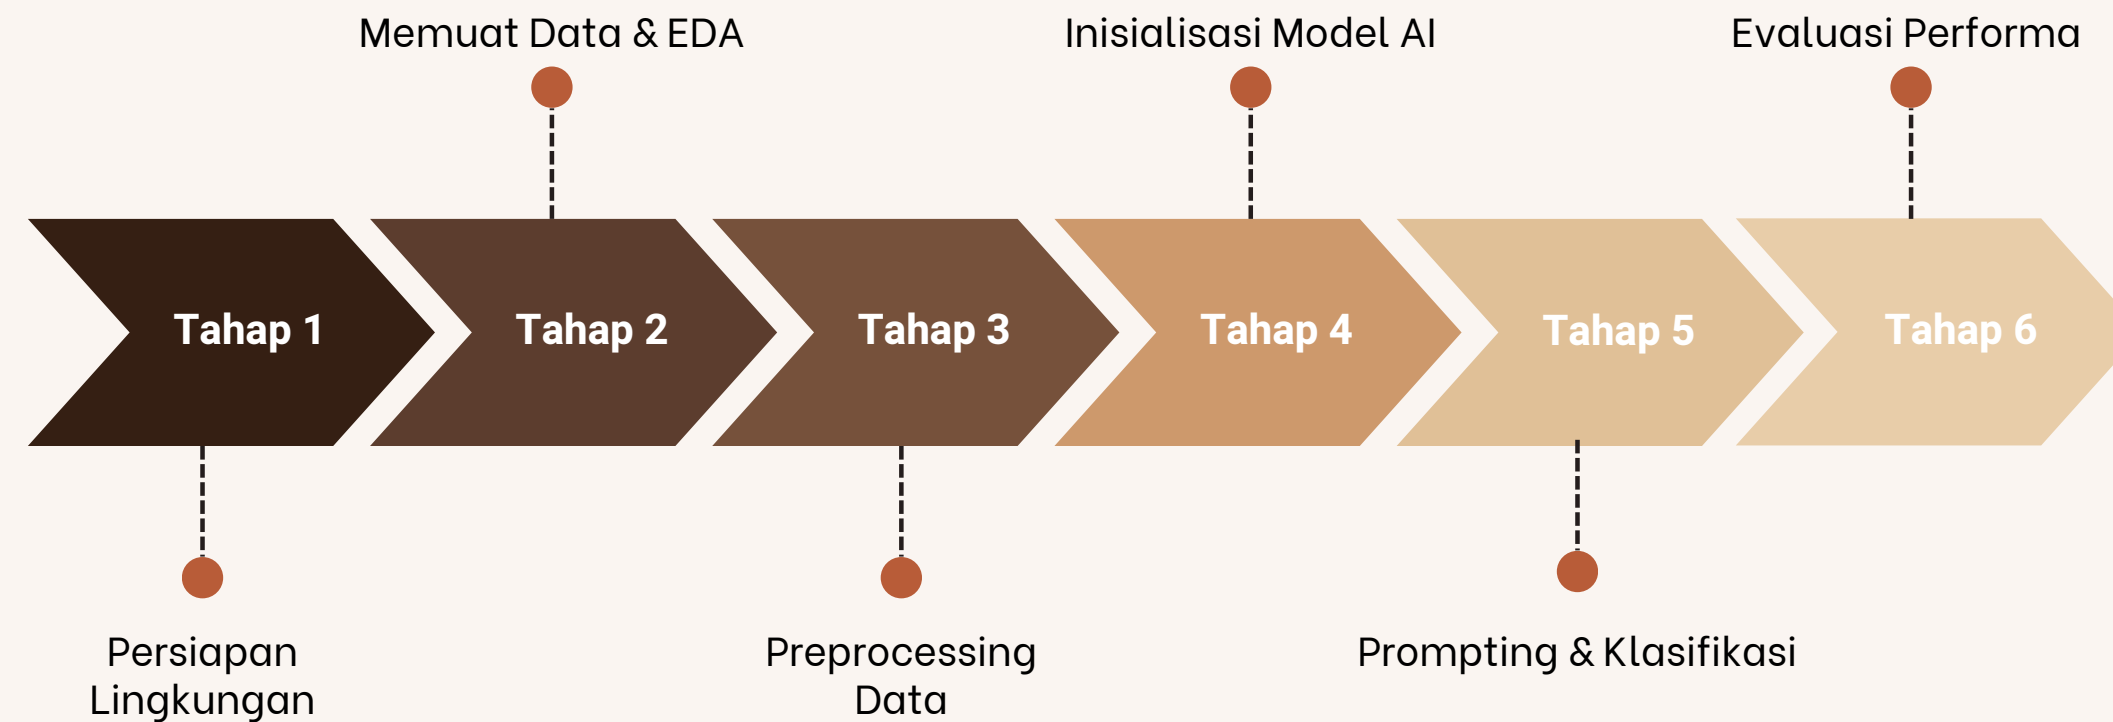 Memuat Data & EDA
Inisialisasi Model AI
Evaluasi Performa
Tahap 1
Tahap 2
Tahap 3
Tahap 4
Tahap 5
Tahap 6
Persiapan
Lingkungan
Preprocessing
Data
Prompting & Klasifikasi